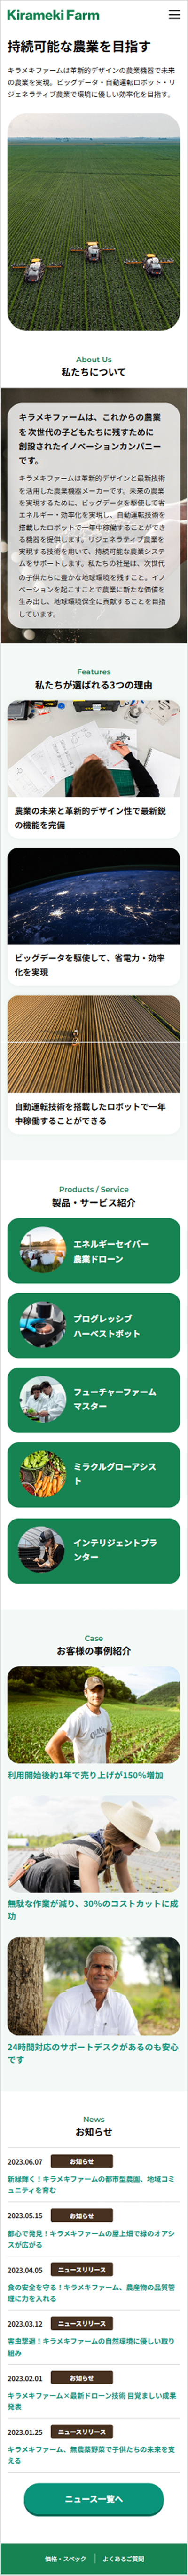 Kirameki Farm
持続可能な農業を目指す
キラメキファームは革新的デザインの農業機器で未来
の農業を実現。ビッグデータ・自動運転ロボット・リ
ジェネラティブ農業で環境に優しい効率化を目指す。
About Us
私たちについて
キラメキファームは、これからの農業
を次世代の子どもたちに残すために
創設されたイノベーションカンパニー
です。
キラメキファームは革新的デザインと最新技術
を活用した農業機器メーカーです。未来の農業
を実現するために、ビッグデータを駆使して省
エネルギー・効率化を実現し、自動運転技術を
搭載したロボットで一年中稼働することができ
る機器を提供します。リジェネラティブ農業を
実現する技術を用いて、持続可能な農業システ
ムをサポートします。私たちの社是は、次世代
の子供たちに豊かな地球環境を残すこと。イノ
ベーションを起こすことで農業に新たな価値を
生み出し、地球環境保全に貢献することを目指
しています。
Features
私たちが選ばれる3つの理由
農業の未来と革新的デザイン性で最新鋭
の機能を完備
ビッグデータを駆使して、省電力・効率
化を実現
自動運転技術を搭載したロボットで一年
中稼働することができる
Products / Service
製品・サービス紹介
エネルギーセイバー
農業ドローン
プログレッシブ
ハーベストボット
フューチャーファーム
マスター
ミラクルグローアシス
ト
インテリジェントプラ
ンター
Case
お客様の事例紹介
利用開始後約1年で売り上げが150%増加
無駄な作業が減り、30%のコストカットに成
功
24時間対応のサポートデスクがあるのも安心
です
News
お知らせ
2023.06.07 お知らせ
新緑輝く！キラメキファームの都市型農園、地域コミ
ュニティを育む
2023.05.15 お知らせ
都心で発見！キラメキファームの屋上畑で緑のオアシ
スが広がる
2023.04.05 ニュースリリース
食の安全を守る！キラメキファーム、農産物の品質管
理に力を入れる
2023.03.12 ニュースリリース
害虫撃退！キラメキファームの自然環境に優しい取り
組み
2023.02.01 お知らせ
キラメキファーム×最新ドローン技術 目覚ましい成果
発表
2023.01.25 ニュースリリース
キラメキファーム、無農薬野菜で子供たちの未来を支
える
ニュース一覧へ
価格・スペック
よくあるご質問